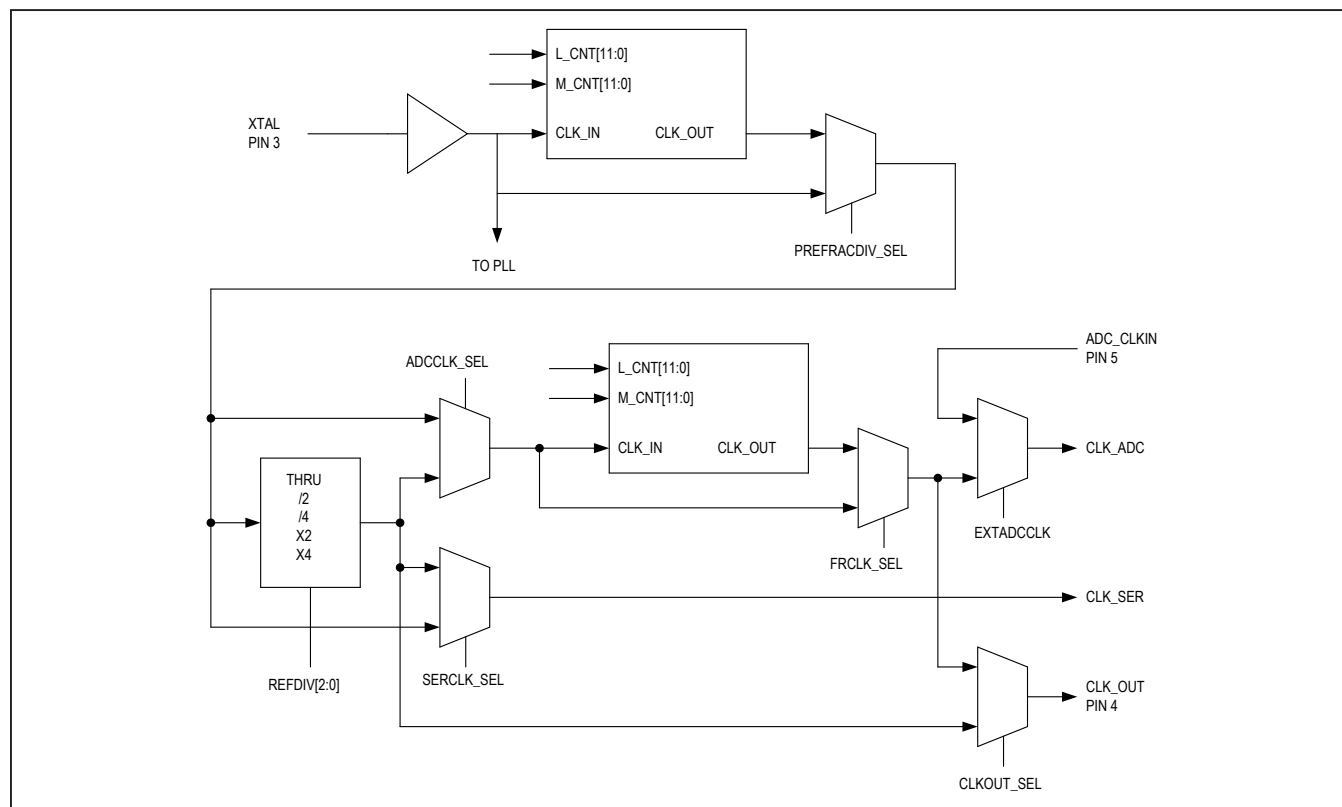 L_CNT[11:0]
M_CNT[11:0]
XTAL
PIN 3
CLK_IN
CLK_OUT
PREFRACDIV_SEL
TO PLL
ADC_CLKIN
PIN 5
ADCCLK_SEL
L_CNT[11:0]
M_CNT[11:0]
CLK_IN
CLK_OUT
CLK_ADC
THRU
/2
/4
X2
X4
EXTADCCLK
FRCLK_SEL
CLK_SER
REFDIV[2:0]
SERCLK_SEL
CLK_OUT
PIN 4
CLKOUT_SEL